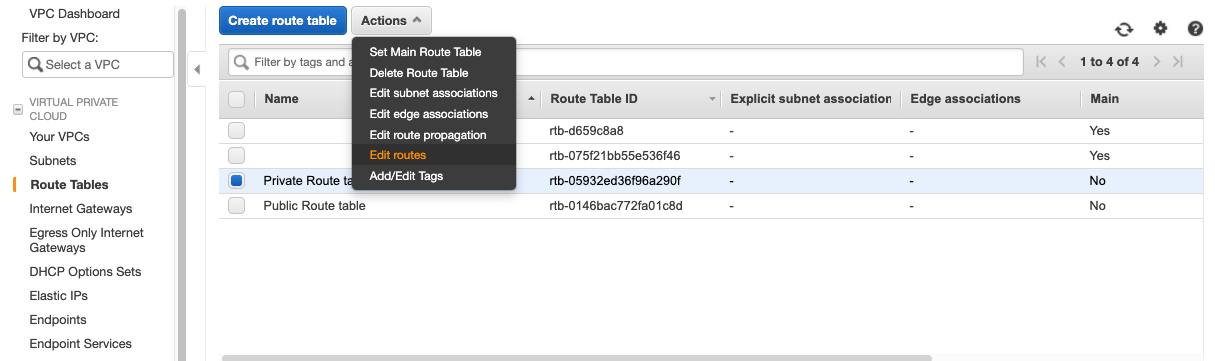 VPC Dashboard
Filter by VPC:
Select a VPC
VIRTUAL PRIVATE
CLOUD
Your VPCs
Subnets
Route Tables
Internet Gateways
Egress Only Internet
Gateways
DHCP Options Sets
Elastic IPs
Endpoints
Endpoint Services
Create route table Actions
Set Main Route Table
Delete Route Table
Edit subnet associations
Edit edge associations
Edit route propagation
Edit routes
Add/Edit Tags
Filter by tags and a
1 to 4 of 4
Name Route Table ID Explicit subnet association Edge associations Main
rtb-d659c8a8 - - Yes
rtb-075f21bb55e536f46 - - Yes
Private Route ta rtb-05932ed36f96a290f - - No
Public Route table rtb-0146bac772fa01c8d - - No